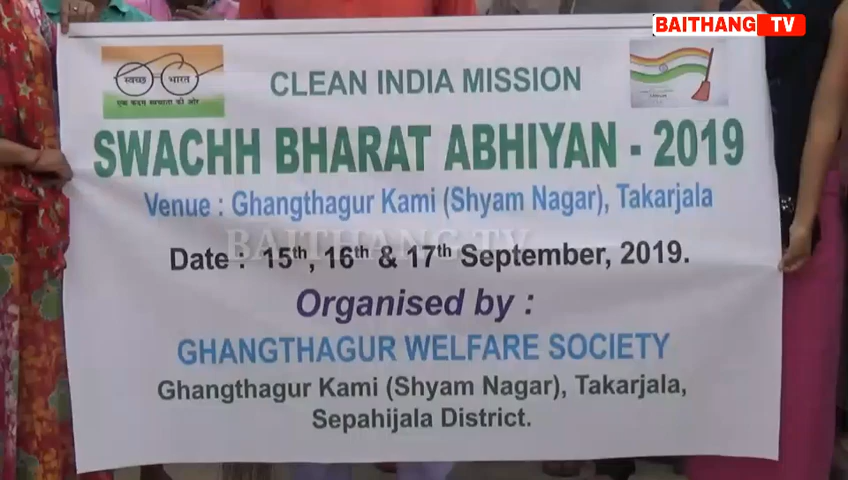 BAITHANG TV
स्वच्छ भारत
एक कदम स्वच्छता की ओर
CLEAN INDIA MISSION
SWACHH BHARAT ABHIYAN - 2019
Venue : Ghangthagur Kami (Shyam Nagar), Takarjala
BAITHANG TV
Date : 15th, 16th & 17th September, 2019.
Organised by :
GHANGTHAGUR WELFARE SOCIETY
Ghangthagur Kami (Shyam Nagar), Takarjala,
Sepahijala District.